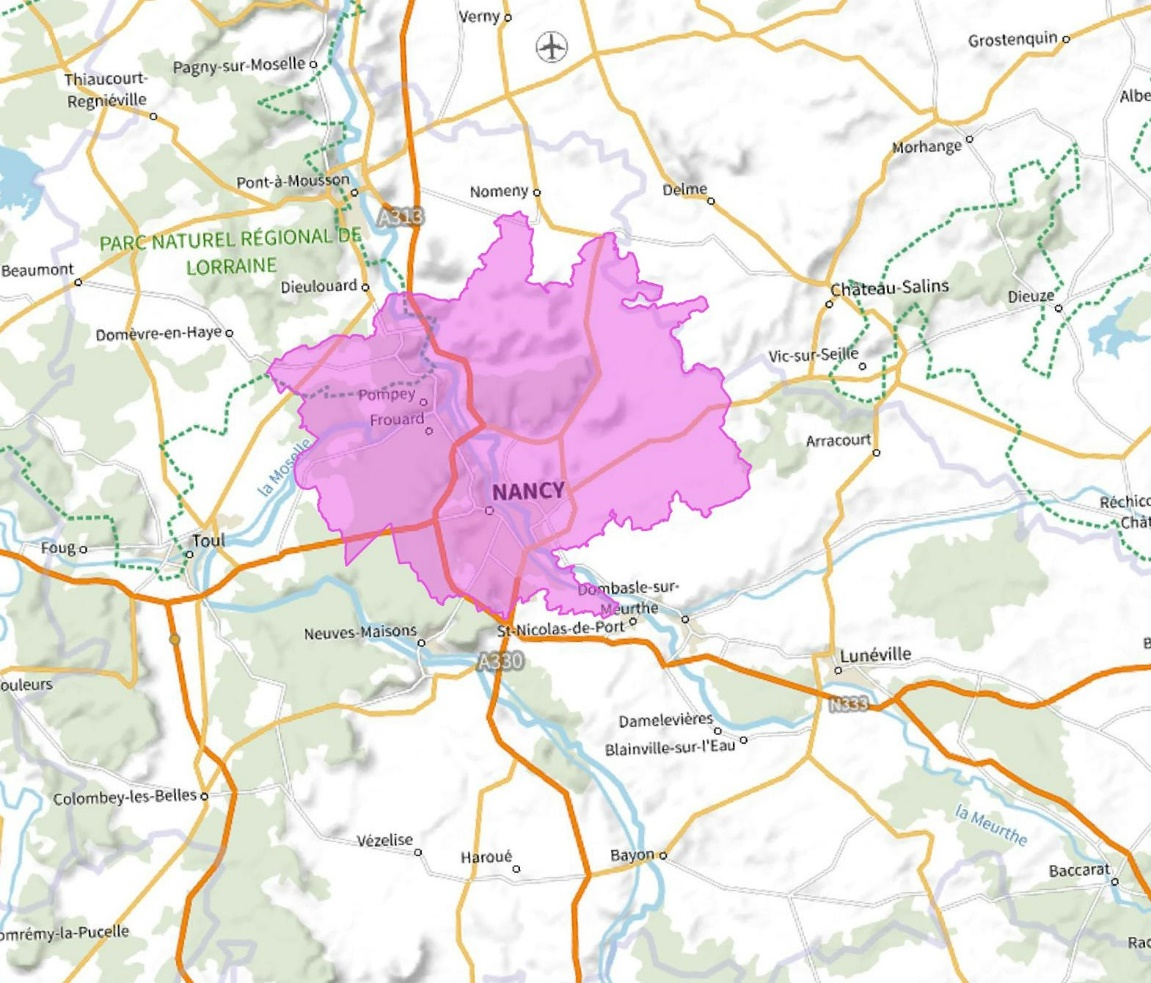 Verny
Grostenquin
Pagny-sur-Moselle
Thiaucourt-
Regniéville
Albe
Morhange
Pont-à-Mousson
Nomeny
Delme
A313
PARC NATUREL RÉGIONAL DE
LORRAINE
Beaumont
Dieulouard
Château-Salins
Dieuze
Domèvre-en-Haye
Vic-sur-Seille
Pompey
Frouard
Arracourt
la Moselle
NANCY
Réchico
Chât
Foug
Toul
Dombasle-sur-
Meurthe
Neuves-Maisons
St-Nicolas-de-Port
A330
Lunéville
B
ouleurs
N333
Damelevières
Blainville-sur-l'Eau
Colombey-les-Belles
la Meurthe
Vézelise
Haroué
Bayon
Baccarat
omrémy-la-Pucelle
Rac